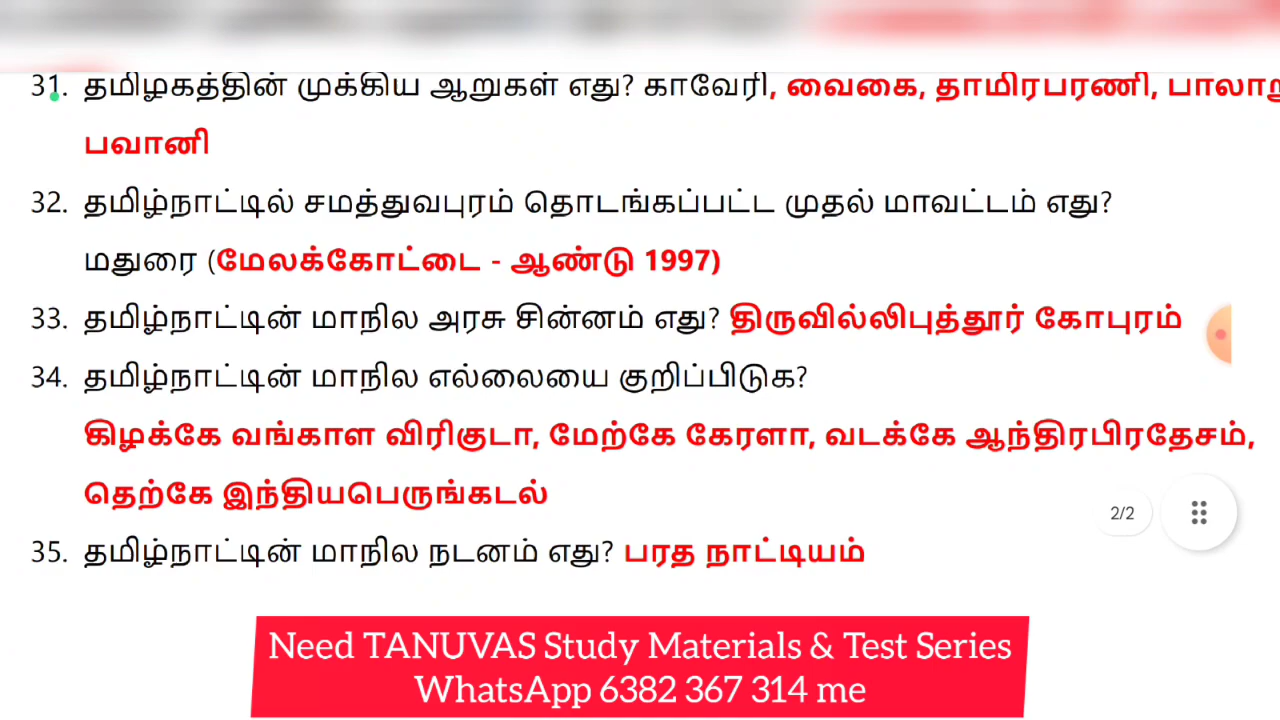 31. தமிழகத்தின் முக்கிய ஆறுகள் எது? காவேரி, வைகை, தாமிரபரணி,
பவானி
32. தமிழ்நாட்டில் சமத்துவபுரம் தொடங்கப்பட்ட முதல் மாவட்டம் எது?
மதுரை (மேலக்கோட்டை - ஆண்டு 1997)
33. தமிழ்நாட்டின் மாநில அரசு சின்னம் எது? திருவில்லிபுத்தூர் கோபுரம்
34. தமிழ்நாட்டின் மாநில எல்லையை குறிப்பிடுக?
கிழக்கே வங்காள விரிகுடா, மேற்கே கேரளா, வடக்கே ஆந்திரபிரதேசம்,
தெற்கே இந்தியபெருங்கடல்
2/2
35. தமிழ்நாட்டின் மாநில நடனம் எது? பரத நாட்டியம்
Need TANUVAS Study Materials & Test Series
WhatsApp 6382 367 314 me